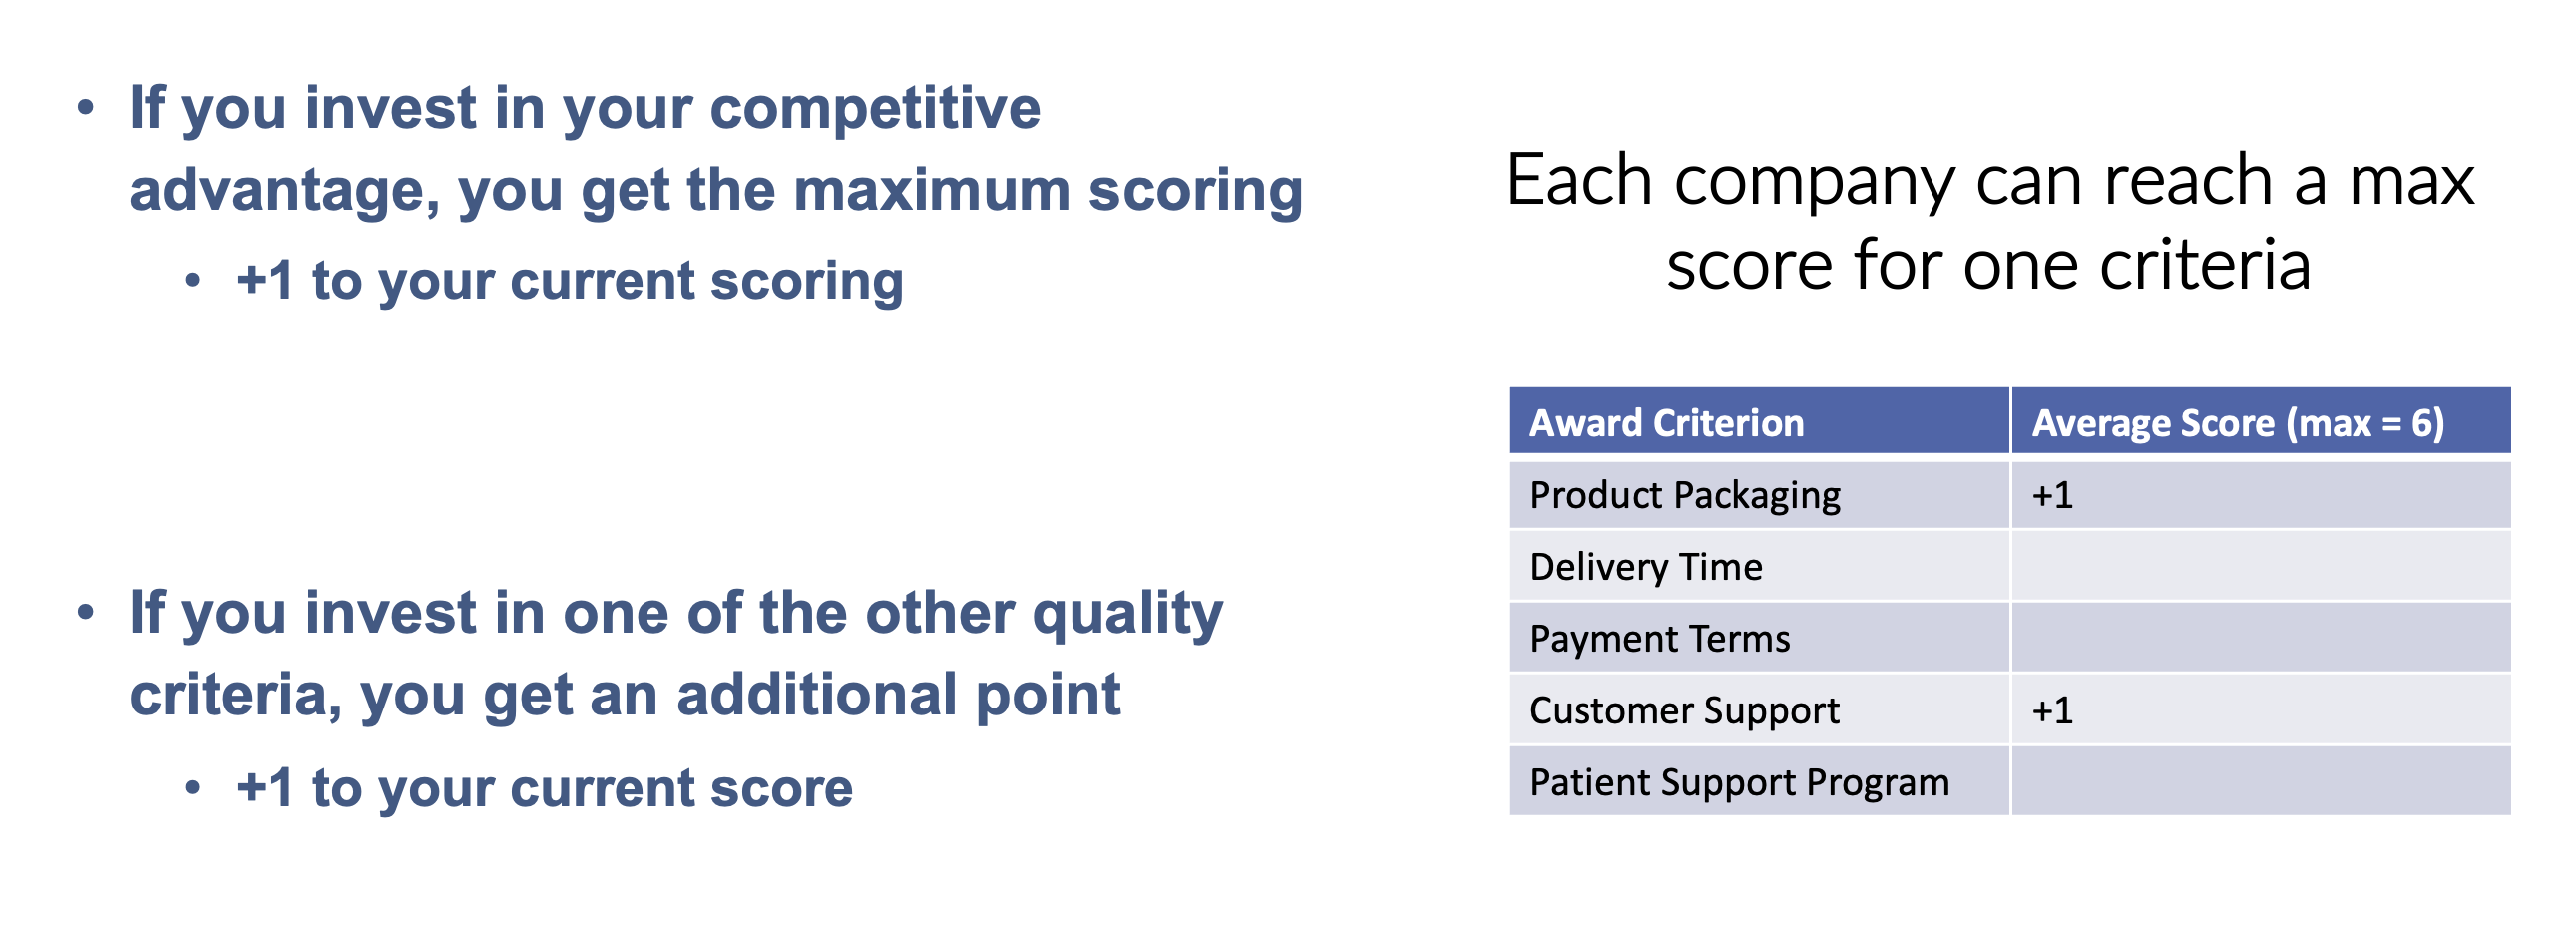 • If you invest in your competitive
advantage, you get the maximum scoring
• +1 to your current scoring
• If you invest in one of the other quality
criteria, you get an additional point
• +1 to your current score
Each company can reach a max
score for one criteria
Award Criterion Average Score (max = 6)
Product Packaging +1
Delivery Time
Payment Terms
Customer Support +1
Patient Support Program